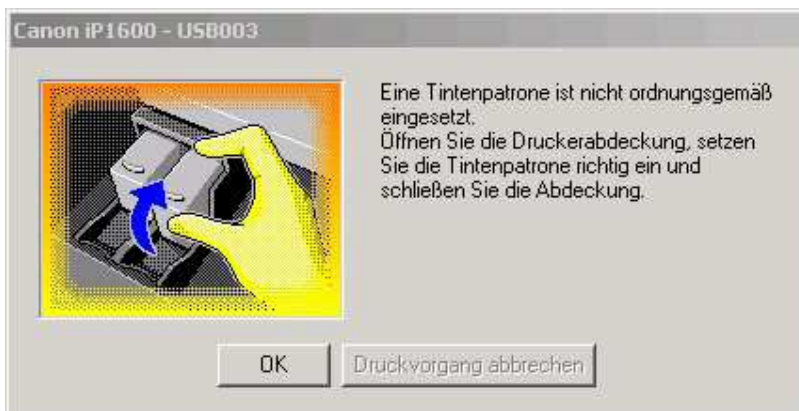 Canon iP1600 - USB003
Eine Tintenpatrone ist nicht ordnungsgemäß
eingesetzt.
Öffnen Sie die Druckerabdeckung, setzen
Sie die Tintenpatrone richtig ein und
schließen Sie die Abdeckung.
OK
Druckvorgang abbrechen